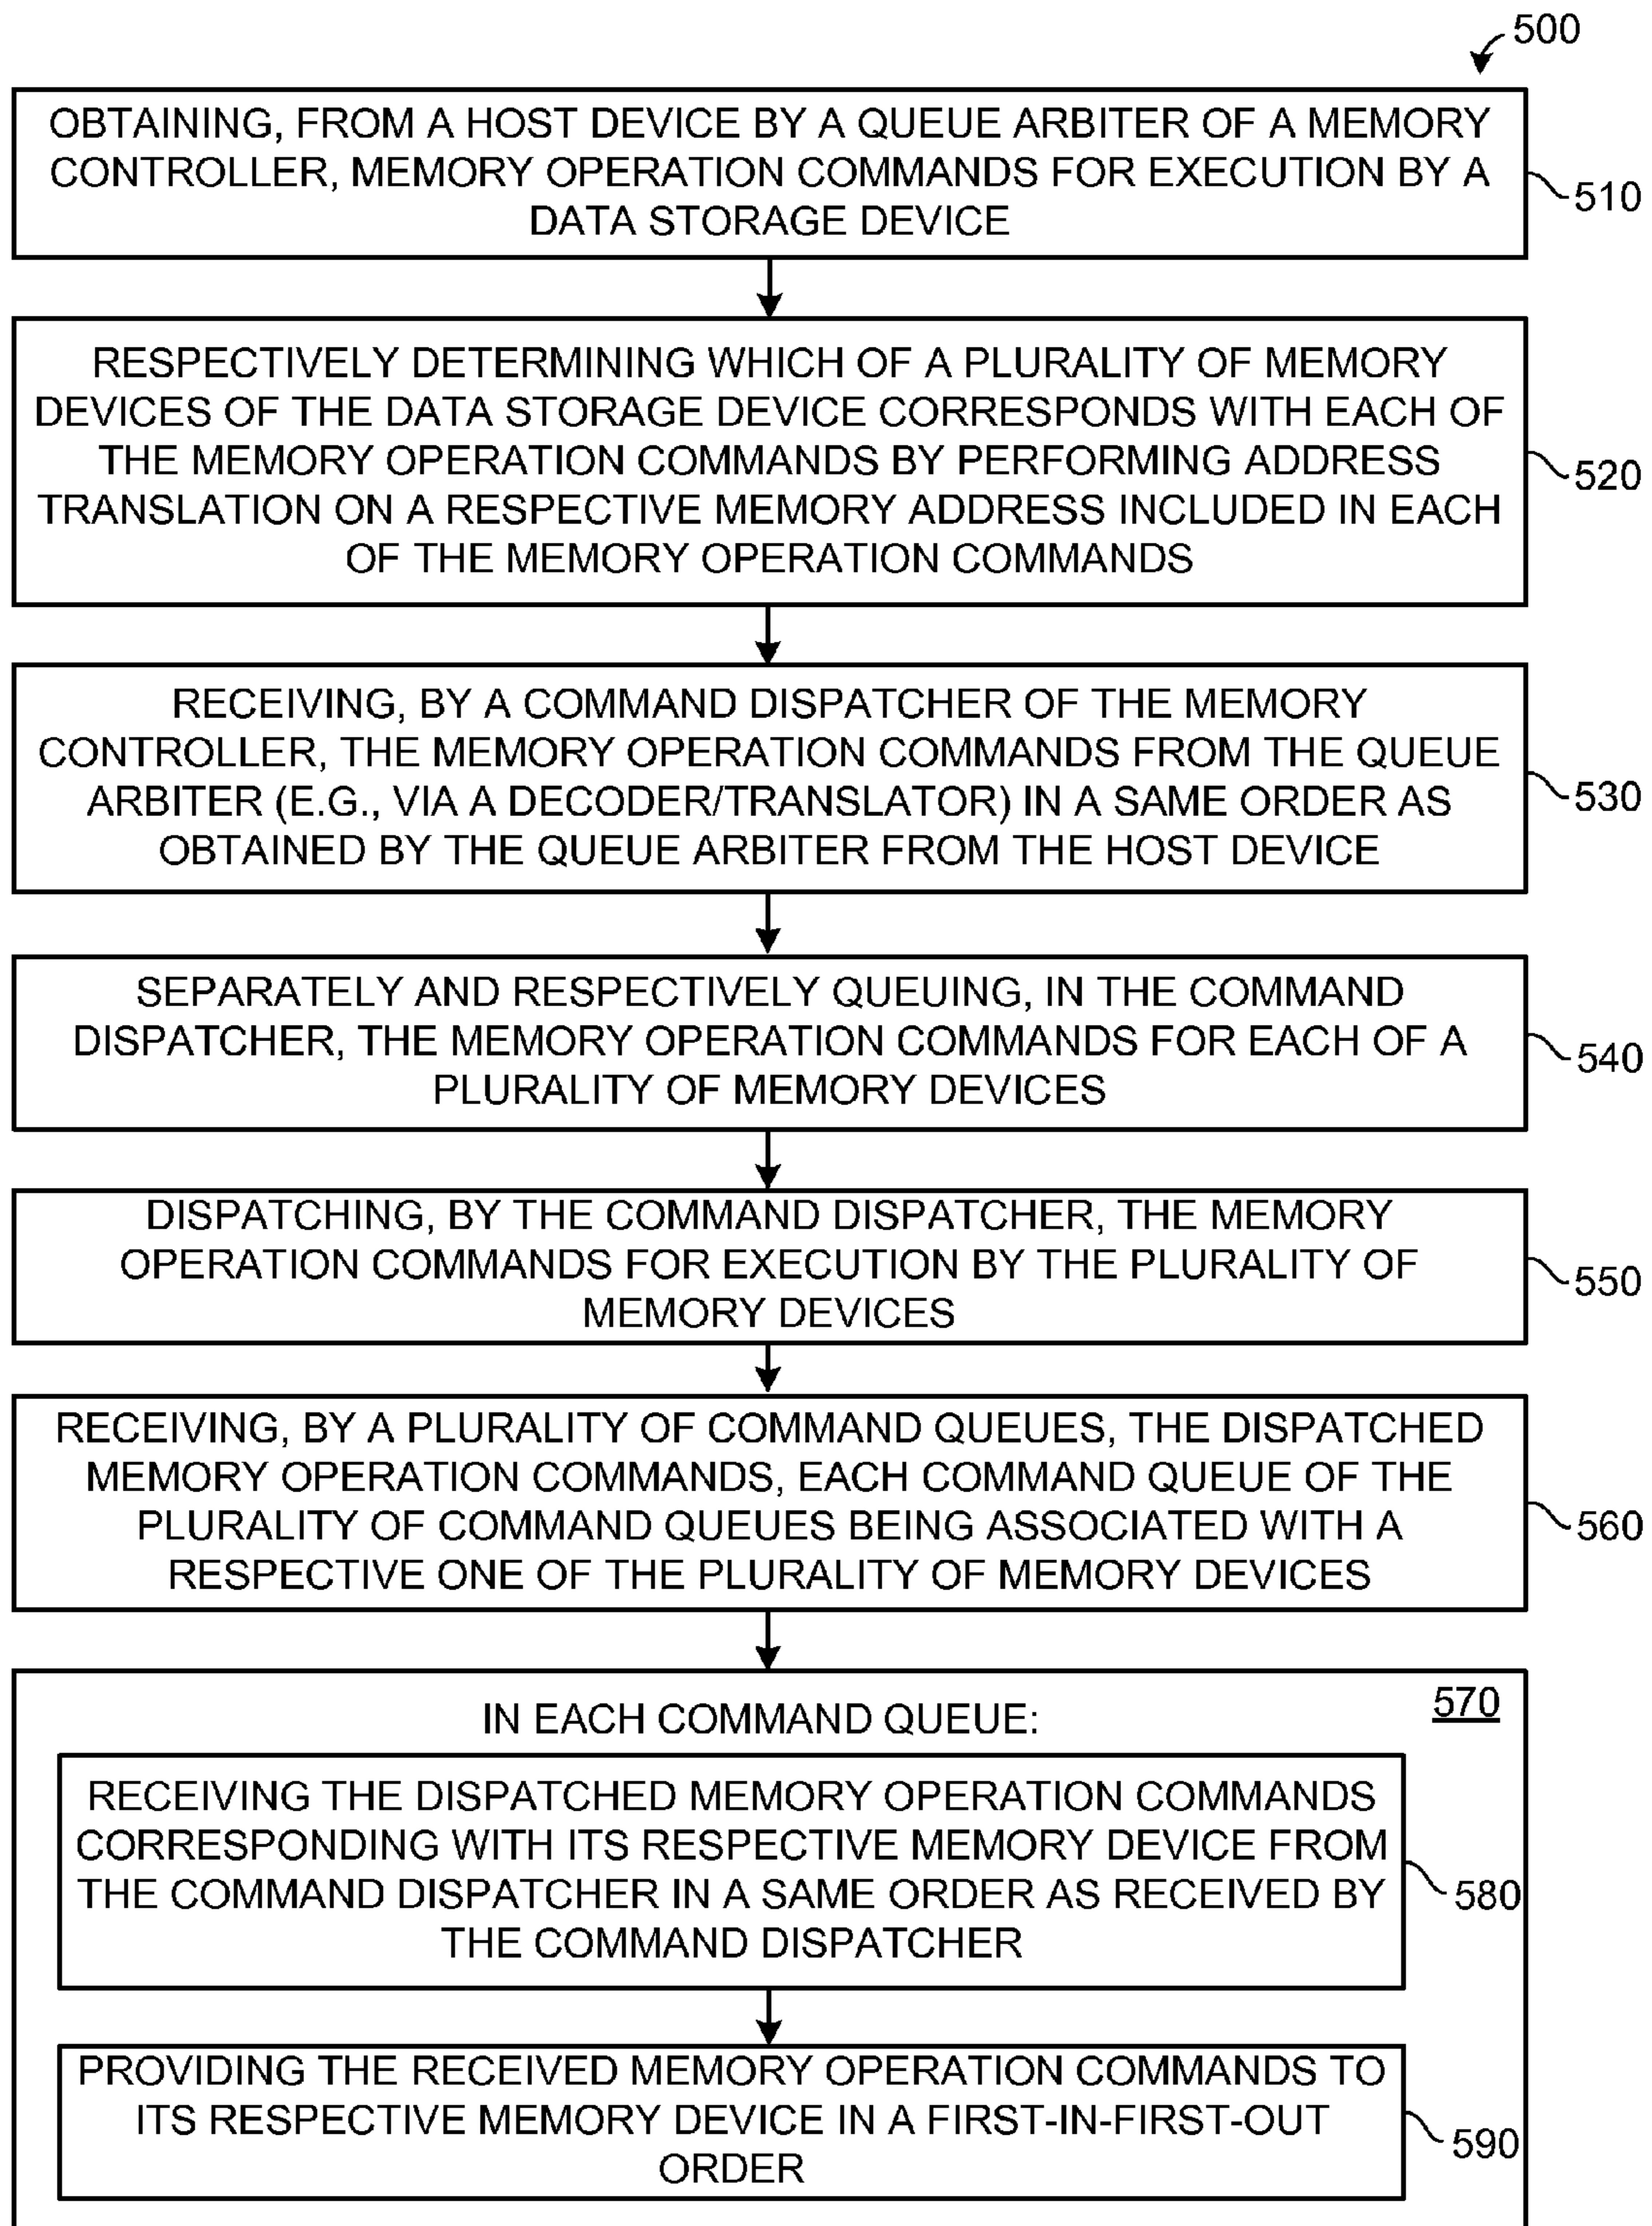 500
OBTAINING, FROM A HOST DEVICE BY A QUEUE ARBITER OF A MEMORY
CONTROLLER, MEMORY OPERATION COMMANDS FOR EXECUTION BY A
DATA STORAGE DEVICE
510
RESPECTIVELY DETERMINING WHICH OF A PLURALITY OF MEMORY
DEVICES OF THE DATA STORAGE DEVICE CORRESPONDS WITH EACH OF
THE MEMORY OPERATION COMMANDS BY PERFORMING ADDRESS
TRANSLATION ON A RESPECTIVE MEMORY ADDRESS INCLUDED IN EACH
OF THE MEMORY OPERATION COMMANDS
520
RECEIVING, BY A COMMAND DISPATCHER OF THE MEMORY
CONTROLLER, THE MEMORY OPERATION COMMANDS FROM THE QUEUE
ARBITER (E.G., VIA A DECODER/TRANSLATOR) IN A SAME ORDER AS
OBTAINED BY THE QUEUE ARBITER FROM THE HOST DEVICE
530
SEPARATELY AND RESPECTIVELY QUEUING, IN THE COMMAND
DISPATCHER, THE MEMORY OPERATION COMMANDS FOR EACH OF A
PLURALITY OF MEMORY DEVICES
540
DISPATCHING, BY THE COMMAND DISPATCHER, THE MEMORY
OPERATION COMMANDS FOR EXECUTION BY THE PLURALITY OF
MEMORY DEVICES
550
RECEIVING, BY A PLURALITY OF COMMAND QUEUES, THE DISPATCHED
MEMORY OPERATION COMMANDS, EACH COMMAND QUEUE OF THE
PLURALITY OF COMMAND QUEUES BEING ASSOCIATED WITH A
RESPECTIVE ONE OF THE PLURALITY OF MEMORY DEVICES
560
IN EACH COMMAND QUEUE:
570
RECEIVING THE DISPATCHED MEMORY OPERATION COMMANDS
CORRESPONDING WITH ITS RESPECTIVE MEMORY DEVICE FROM
THE COMMAND DISPATCHER IN A SAME ORDER AS RECEIVED BY
THE COMMAND DISPATCHER
580
PROVIDING THE RECEIVED MEMORY OPERATION COMMANDS TO
ITS RESPECTIVE MEMORY DEVICE IN A FIRST-IN-FIRST-OUT
ORDER
590